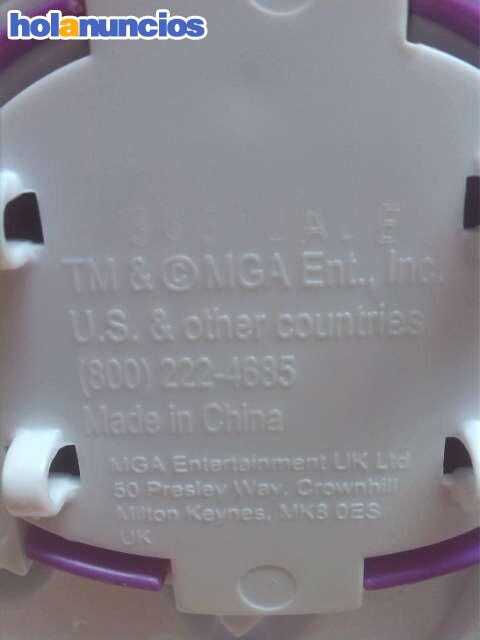 holanuncios
TM & © MGA Ent., Inc.
U.S. & other countries
(800) 222-4685
Made in China
MGA Entertainment UK Ltd
50 Presley Way, Crownhill
Milton Keynes, MK8 0ES
UK